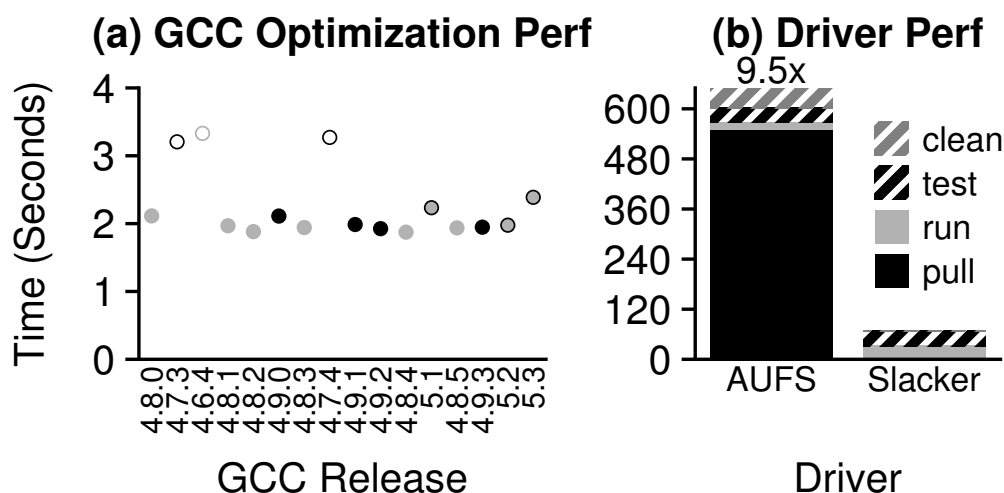 (a) GCC Optimization Perf
Time (Seconds)
4
3
2
1
0
4.8.0
4.7.3
4.6.4
4.8.1
4.8.2
4.9.0
4.8.3
4.7.4
4.9.1
4.9.2
4.8.4
5.1
4.8.5
4.9.3
5.2
5.3
GCC Release
(b) Driver Perf
9.5x
600
480
360
240
120
0
clean
test
run
pull
AUFS
Slacker
Driver